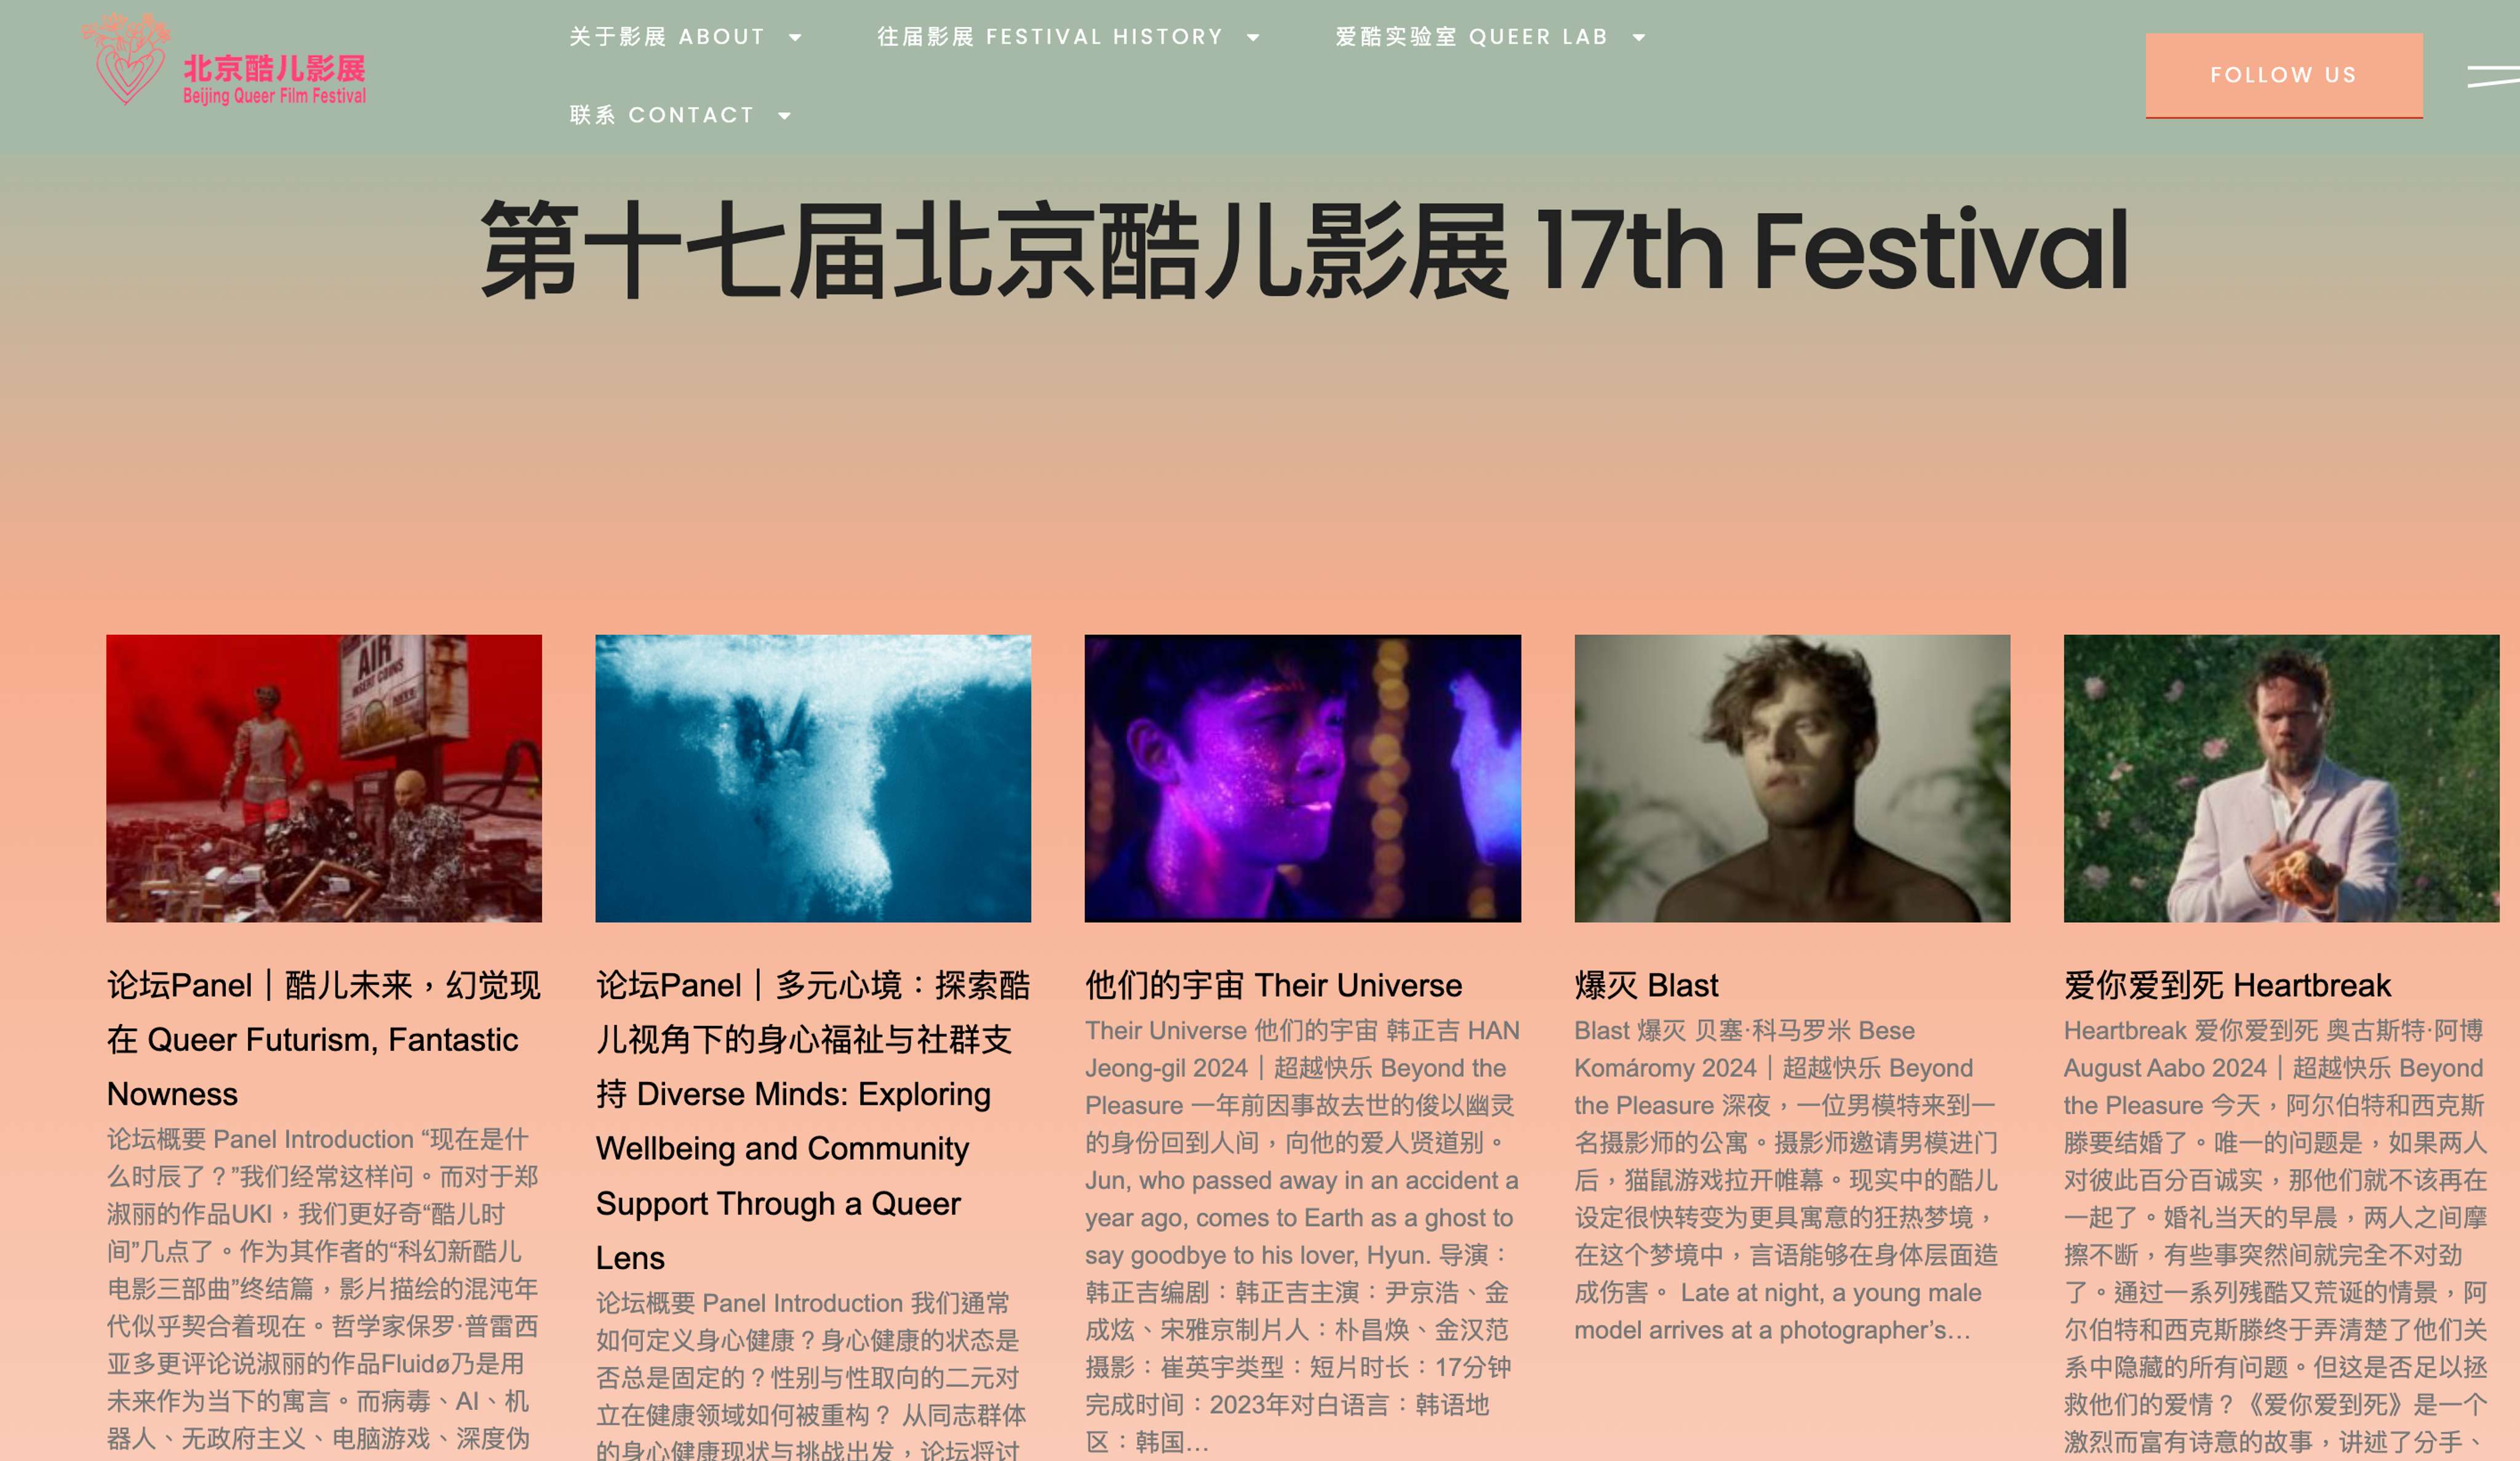 北京酷儿影展
Beijing Queer Film Festival
关于影展 ABOUT
往届影展 FESTIVAL HISTORY
爱酷实验室 QUEER LAB
联系 CONTACT
FOLLOW US
第十七届北京酷儿影展 17th Festival
AIR
INSERT COINS
论坛Panel｜酷儿未来，幻觉现
在 Queer Futurism, Fantastic
Nowness
论坛概要 Panel Introduction “现在是什
么时辰了？”我们经常这样问。而对于郑
淑丽的作品UKI，我们更好奇“酷儿时
间”几点了。作为其作者的“科幻新酷儿
电影三部曲”终结篇，影片描绘的混沌年
代似乎契合着现在。哲学家保罗·普雷西
亚多更评论说淑丽的作品Fluidø乃是用
未来作为当下的寓言。而病毒、AI、机
器人、无政府主义、电脑游戏、深度伪
论坛Panel｜多元心境：探索酷
儿视角下的身心福祉与社群支
持 Diverse Minds: Exploring
Wellbeing and Community
Support Through a Queer
Lens
论坛概要 Panel Introduction 我们通常
如何定义身心健康？身心健康的状态是
否总是固定的？性别与性取向的二元对
立在健康领域如何被重构？ 从同志群体
的身心健康现状与挑战出发，论坛将讨
他们的宇宙 Their Universe
Their Universe 他们的宇宙 韩正吉 HAN
Jeong-gil 2024｜超越快乐 Beyond the
Pleasure 一年前因事故去世的俊以幽灵
的身份回到人间，向他的爱人贤道别。
Jun, who passed away in an accident a
year ago, comes to Earth as a ghost to
say goodbye to his lover, Hyun. 导演：
韩正吉编剧：韩正吉主演：尹京浩、金
成炫、宋雅京制片人：朴昌焕、金汉范
摄影：崔英宇类型：短片时长：17分钟
完成时间：2023年对白语言：韩语地
区：韩国…
爆灭 Blast
Blast 爆灭 贝塞·科马罗米 Bese
Komáromy 2024｜超越快乐 Beyond
the Pleasure 深夜，一位男模特来到一
名摄影师的公寓。摄影师邀请男模进门
后，猫鼠游戏拉开帷幕。现实中的酷儿
设定很快转变为更具寓意的狂热梦境，
在这个梦境中，言语能够在身体层面造
成伤害。 Late at night, a young male
model arrives at a photographer’s…
爱你爱到死 Heartbreak
Heartbreak 爱你爱到死 奥古斯特·阿博
August Aabo 2024｜超越快乐 Beyond
the Pleasure 今天，阿尔伯特和西克斯
滕要结婚了。唯一的问题是，如果两人
对彼此百分百诚实，那他们就不该再在
一起了。婚礼当天的早晨，两人之间摩
擦不断，有些事突然间就完全不对劲
了。通过一系列残酷又荒诞的情景，阿
尔伯特和西克斯滕终于弄清楚了他们关
系中隐藏的所有问题。但这是否足以拯
救他们的爱情？《爱你爱到死》是一个
激烈而富有诗意的故事，讲述了分手、